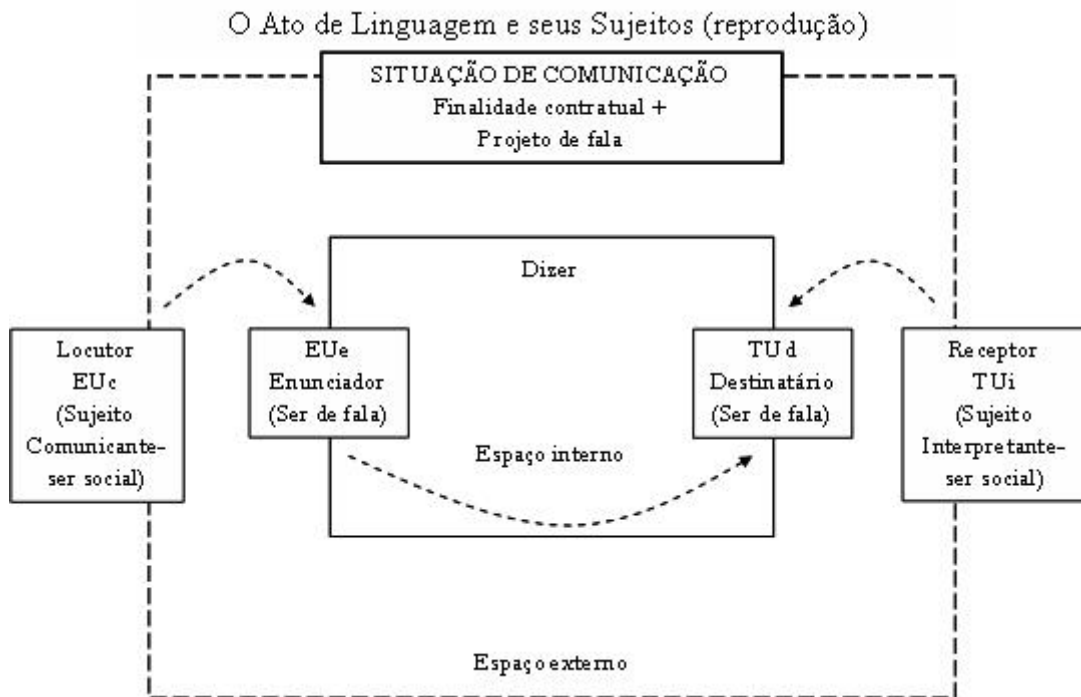 O Ato de Linguagem e seus Sujeitos (reprodução)
SITUAÇÃO DE COMUNICAÇÃO
Finalidade contratual +
Projeto de fala
Dizer
Locutor
EUc
(Sujeito
Comunicante-
ser social)
EUe
Enunciador
(Ser de fala)
TUd
Destinatário
(Ser de fala)
Receptor
TUi
(Sujeito
Interpretante-
ser social)
Espaço interno
Espaço externo